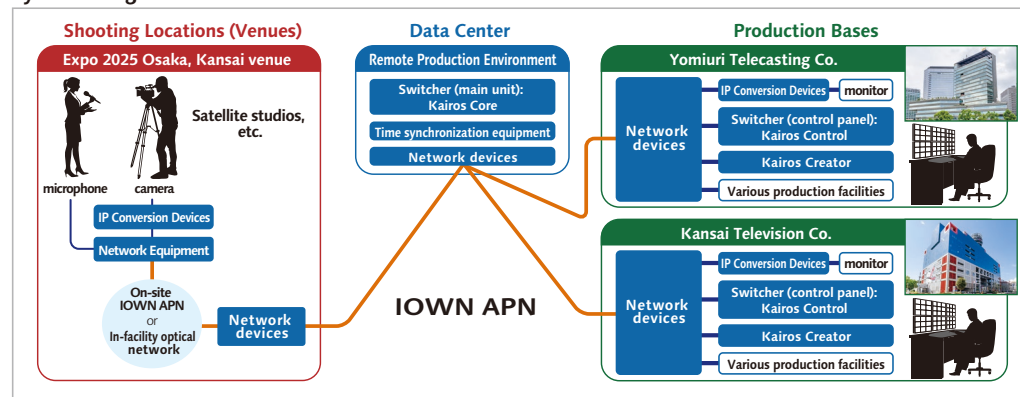 Shooting Locations (Venues)
Expo 2025 Osaka, Kansai venue
Satellite studios,
etc.
microphone
camera
IP Conversion Devices
Network Equipment
On-site
IOWN APN
or
In-facility optical
network
Network
devices
Data Center
Remote Production Environment
Switcher (main unit):
Kairos Core
Time synchronization equipment
Network devices
IOWN APN
Production Bases
Yomiuri Telecasting Co.
Network
devices
IP Conversion Devices
monitor
Switcher (control panel):
Kairos Control
Kairos Creator
Various production facilities
Kansai Television Co.
Network
devices
IP Conversion Devices
monitor
Switcher (control panel):
Kairos Control
Kairos Creator
Various production facilities